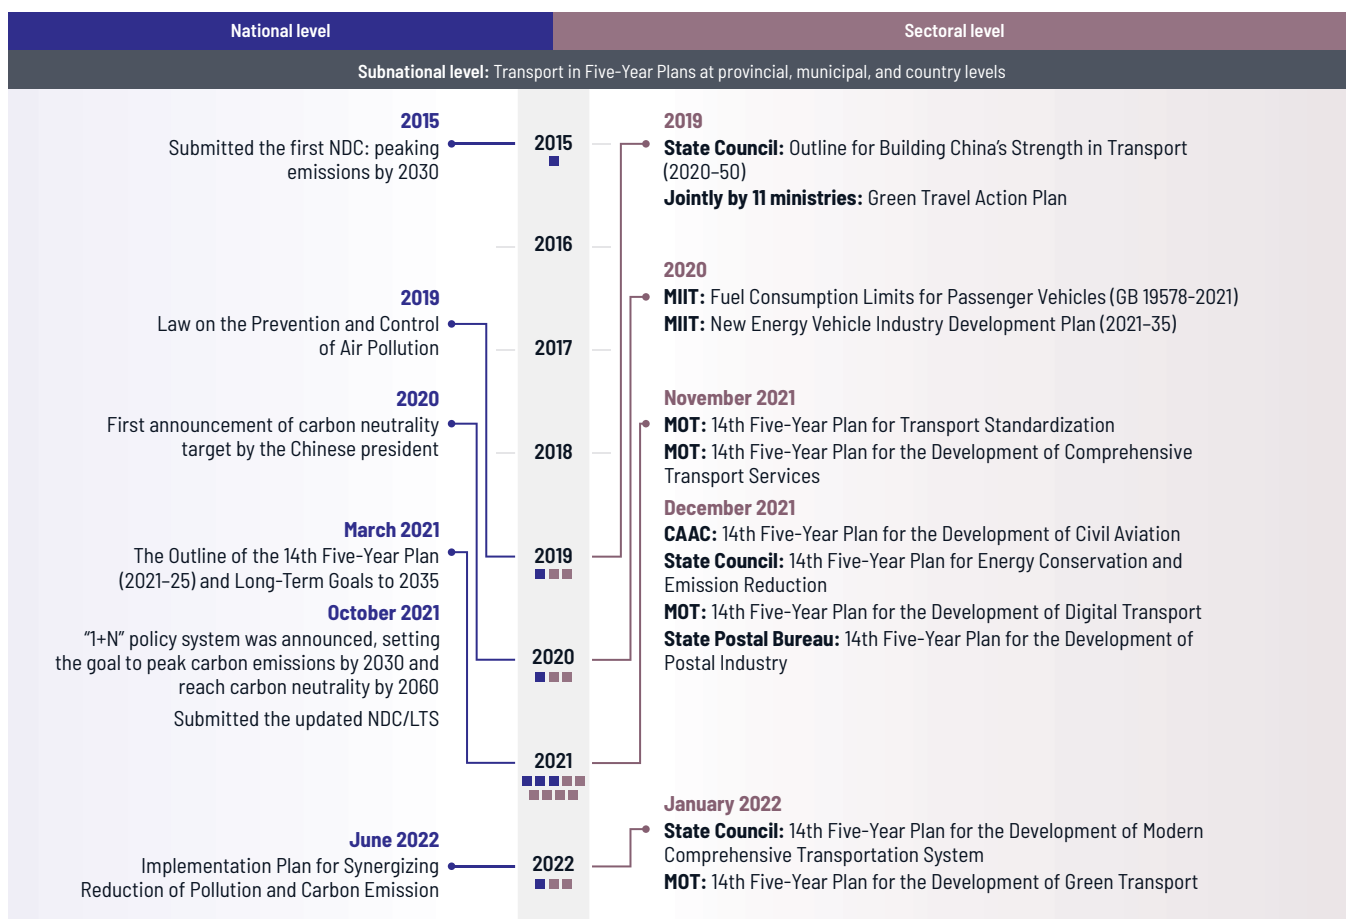 National level
Sectoral level
Subnational level: Transport in Five-Year Plans at provincial, municipal, and country levels
2015
Submitted the first NDC: peaking
emissions by 2030
2019
Law on the Prevention and Control
of Air Pollution
2020
First announcement of carbon neutrality
target by the Chinese president
March 2021
The Outline of the 14th Five-Year Plan
(2021–25) and Long-Term Goals to 2035
October 2021
“1+N” policy system was announced, setting
the goal to peak carbon emissions by 2030 and
reach carbon neutrality by 2060
Submitted the updated NDC/LTS
June 2022
Implementation Plan for Synergizing
Reduction of Pollution and Carbon Emission
2015
2016
2017
2018
2019
2020
2021
2022
2019
State Council: Outline for Building China’s Strength in Transport
(2020–50)
Jointly by 11 ministries: Green Travel Action Plan
2020
MIIT: Fuel Consumption Limits for Passenger Vehicles (GB 19578-2021)
MIIT: New Energy Vehicle Industry Development Plan (2021–35)
November 2021
MOT: 14th Five-Year Plan for Transport Standardization
MOT: 14th Five-Year Plan for the Development of Comprehensive
Transport Services
December 2021
CAAC: 14th Five-Year Plan for the Development of Civil Aviation
State Council: 14th Five-Year Plan for Energy Conservation and
Emission Reduction
MOT: 14th Five-Year Plan for the Development of Digital Transport
State Postal Bureau: 14th Five-Year Plan for the Development of
Postal Industry
January 2022
State Council: 14th Five-Year Plan for the Development of Modern
Comprehensive Transportation System
MOT: 14th Five-Year Plan for the Development of Green Transport